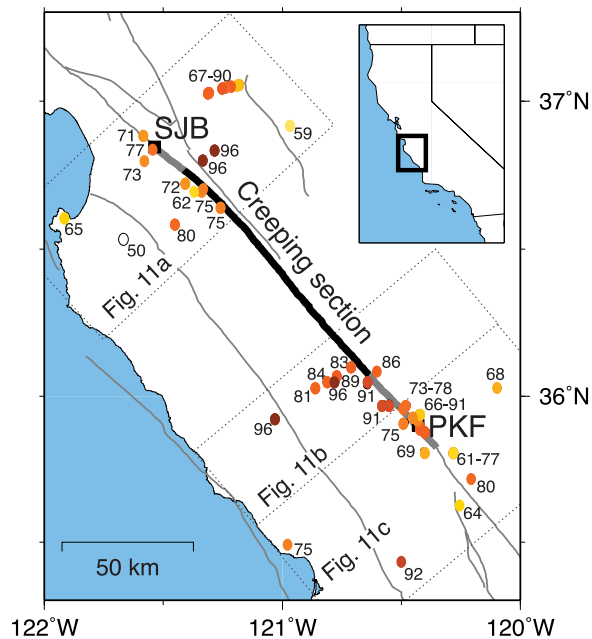 67-90
59
37°N
71
SJB
77
96
73
96
72
62
75
75
65
80
50
Creeping section
Fig. 11a
83
86
84
89
68
81
96
91
73-78
36°N
66-91
96
91
PKF
75
69
61-77
Fig. 11b
80
64
75
Fig. 11c
50 km
92
122°W
121°W
120°W